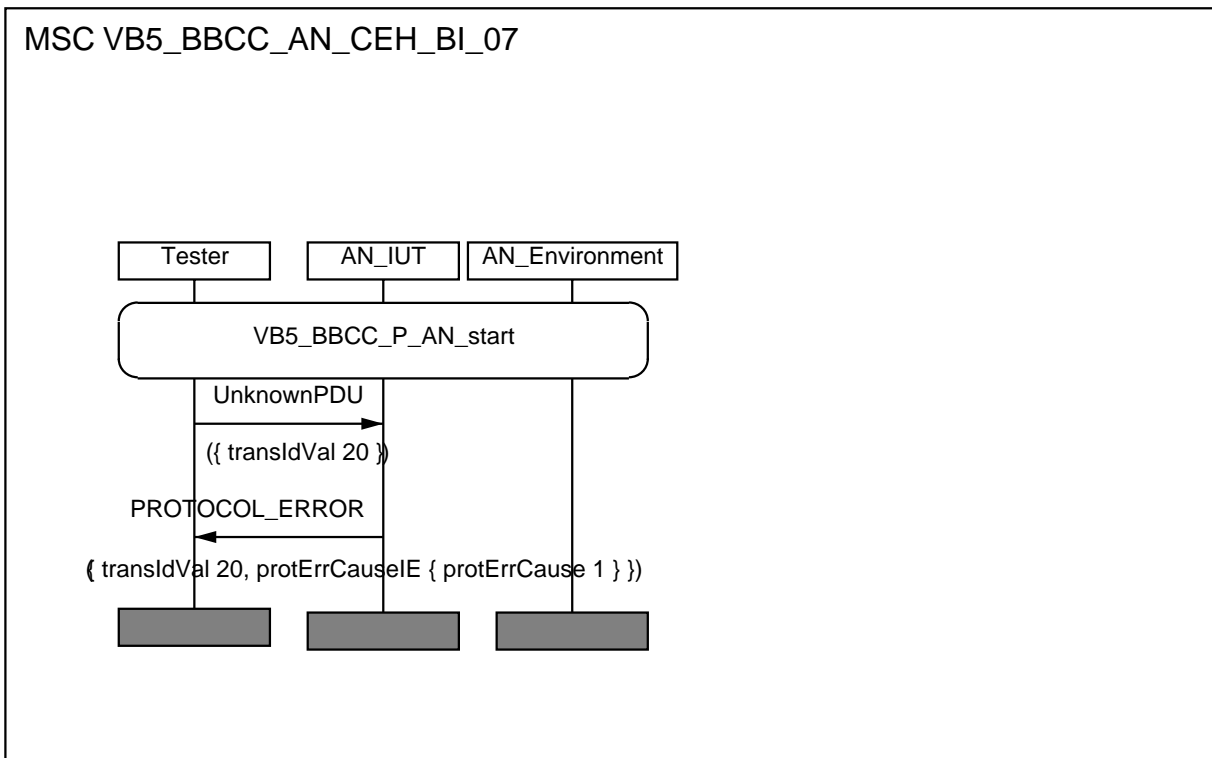 MSC VB5_BBCC_AN_CEH_BI_07
Tester AN_IUT AN_Environment
VB5_BBCC_P_AN_start
UnknownPDU
({ transIdVal 20 })
PROTOCOL_ERROR
({ transIdVal 20, protErrCauseIE { protErrCause 1 } })